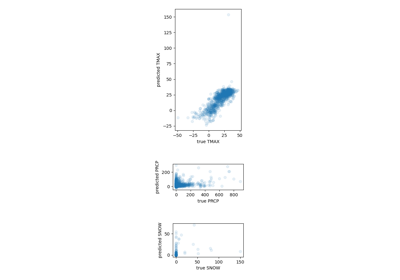 150
125
100
75
50
25
0
−25
predicted TMAX
−50 −25 0 25 50
true TMAX
200
0
predicted PRCP
0 200 400 600 800
true PRCP
50
0
predicted SNOW
0 50 100 150
true SNOW